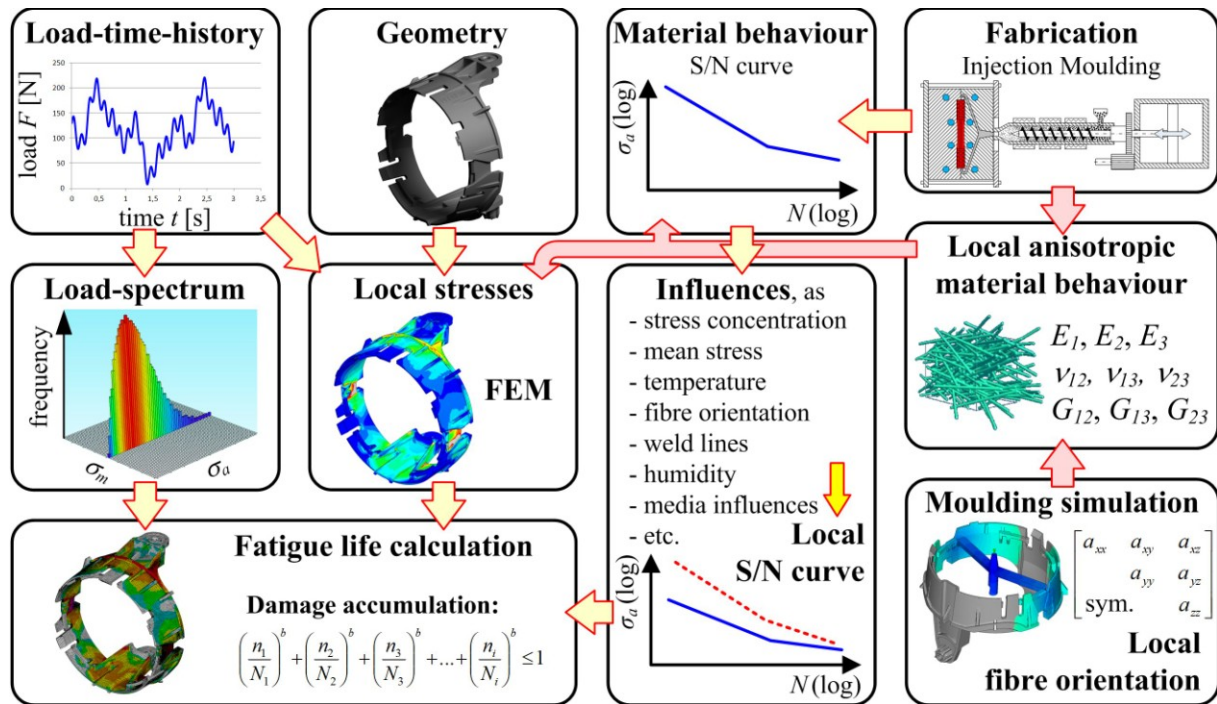 Load-time-history
250
200
150
100
50
0
0 0,5 1 1,5 2 2,5 3 3,5
load F [N]
time t [s]
Geometry
Material behaviour
S/N curve
σa (log)
N (log)
Fabrication
Injection Moulding
Load-spectrum
frequency
σm
σa
Local stresses
FEM
Influences, as
- stress concentration
- mean stress
- temperature
- fibre orientation
- weld lines
- humidity
- media influences
- etc.
Local
S/N curve
σa (log)
N (log)
Local anisotropic
material behaviour
E1, E2, E3
ν12, ν13, ν23
G12, G13, G23
Fatigue life calculation
Damage accumulation:
(n1/N1)^b + (n2/N2)^b + (n3/N3)^b + ... + (ni/Ni)^b ≤ 1
Moulding simulation
axx axy axz
ayy ayz
sym. azz
Local
fibre orientation